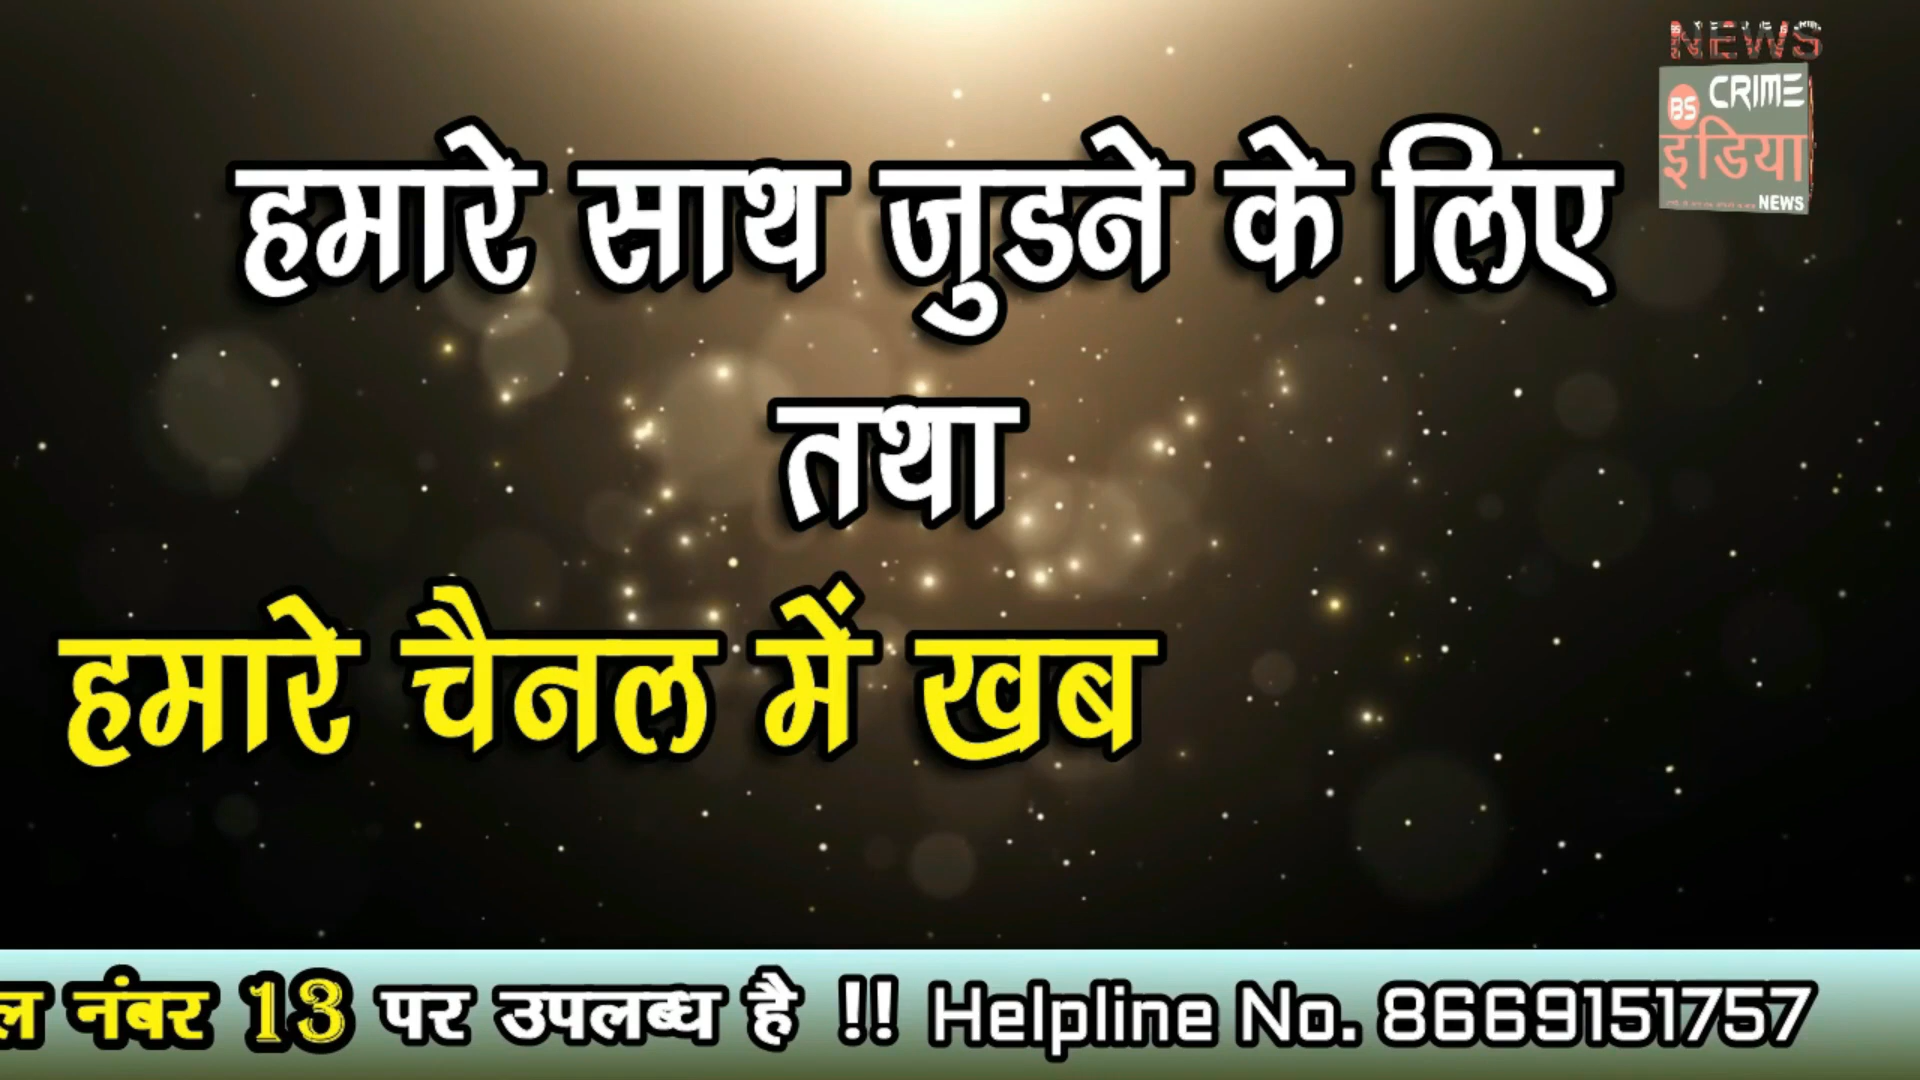 NEWS
BS CRIME
इंडिया
NEWS
हमारे साथ जुडने के लिए
तथा
हमारे चैनल में खब
ल नंबर 13 पर उपलब्ध है !! Helpline No. 8669151757